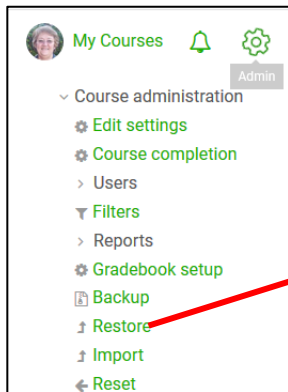 My Courses
Admin
Course administration
Edit settings
Course completion
Users
Filters
Reports
Gradebook setup
Backup
Restore
Import
Reset